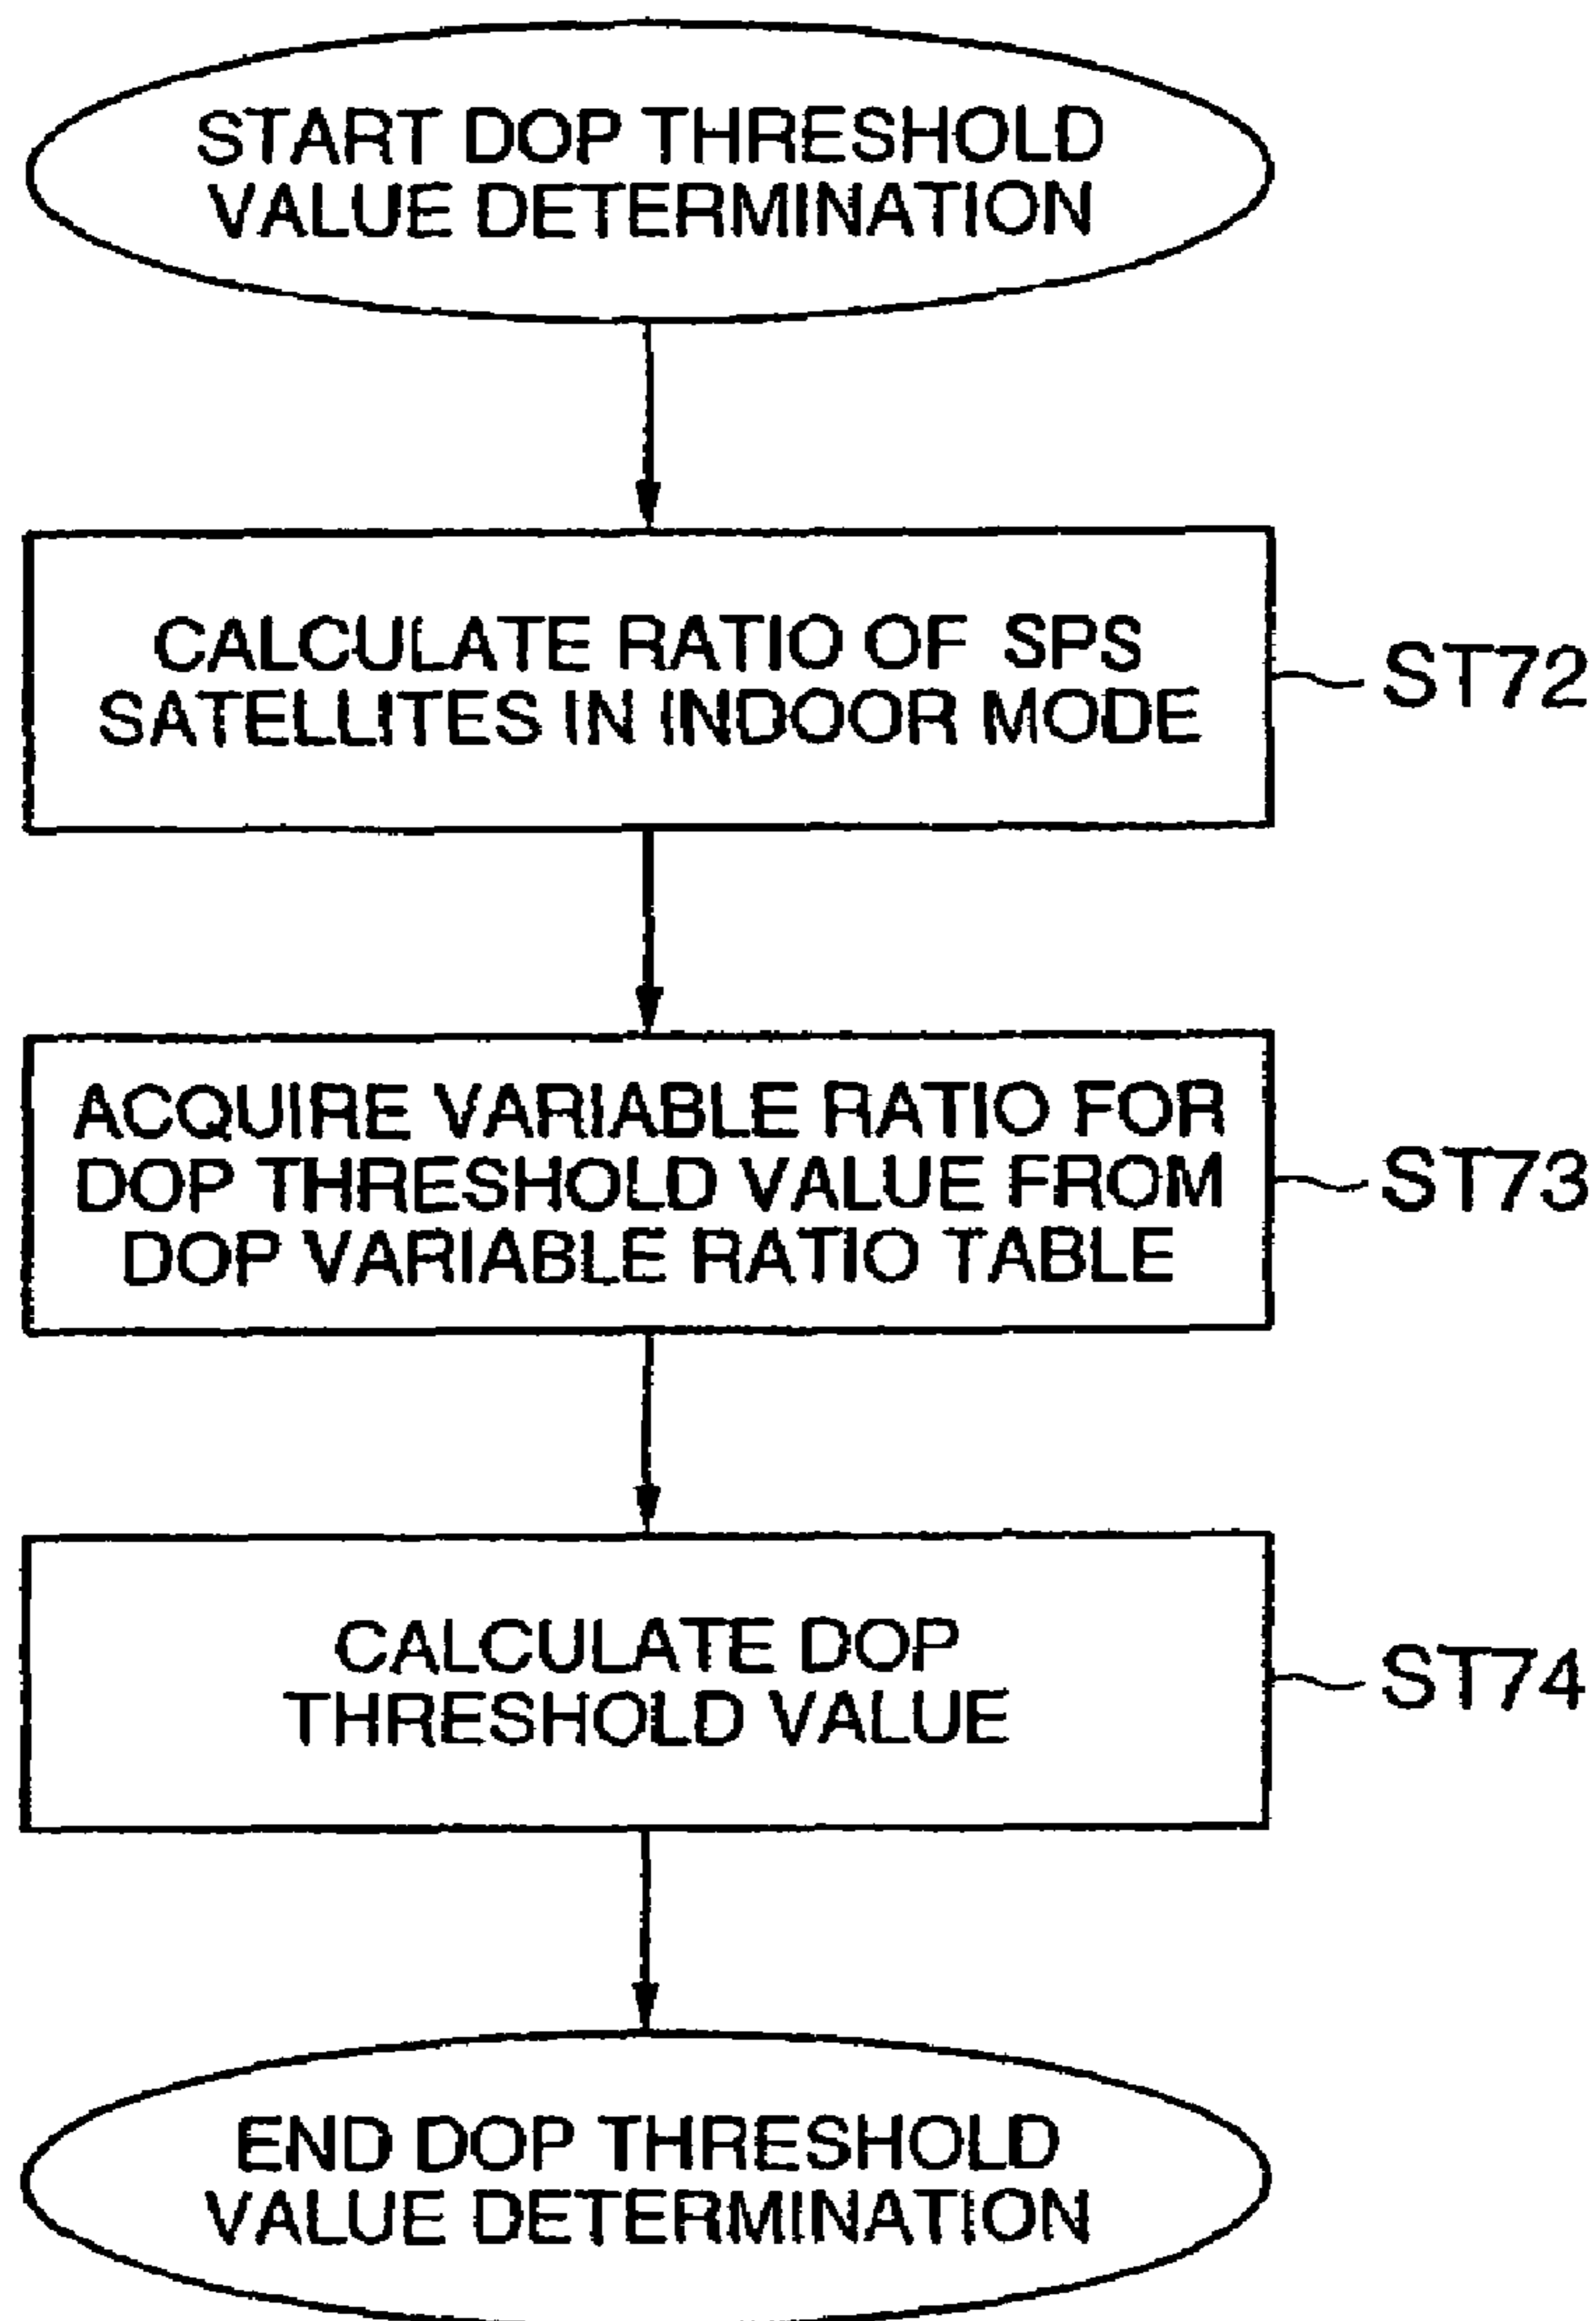 START DOP THRESHOLD
VALUE DETERMINATION
CALCULATE RATIO OF SPS
SATELLITES IN INDOOR MODE
ST72
ACQUIRE VARIABLE RATIO FOR
DOP THRESHOLD VALUE FROM
DOP VARIABLE RATIO TABLE
ST73
CALCULATE DOP
THRESHOLD VALUE
ST74
END DOP THRESHOLD
VALUE DETERMINATION